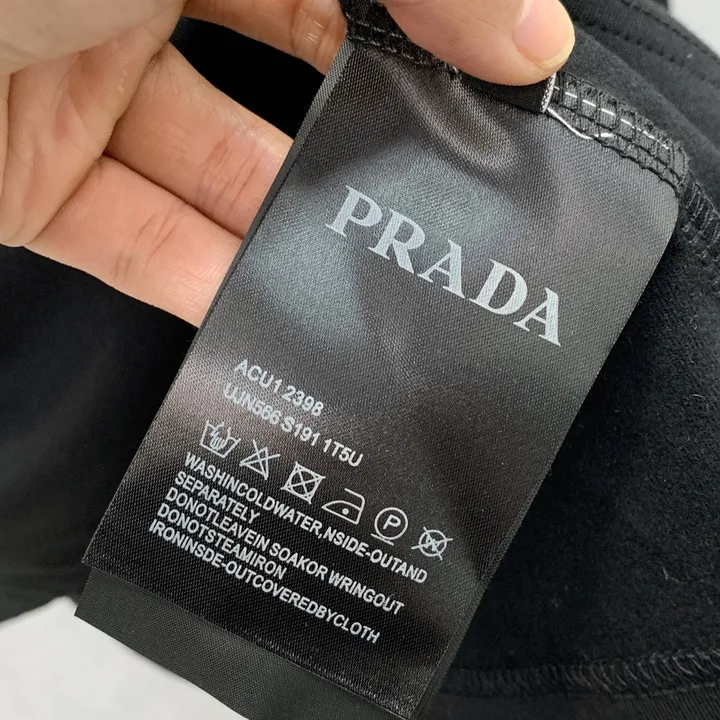 PRADA
ACU1 2398
UJN566 S191 1T5U
P
WASHINCOLDWATER,NSIDE-OUTAND
SEPARATELY
DONOTLEAVEIN SOAKOR WRINGOUT
DONOTSTEAMIRON
IRONINSDE-OUTCOVEREDBYCLOTH